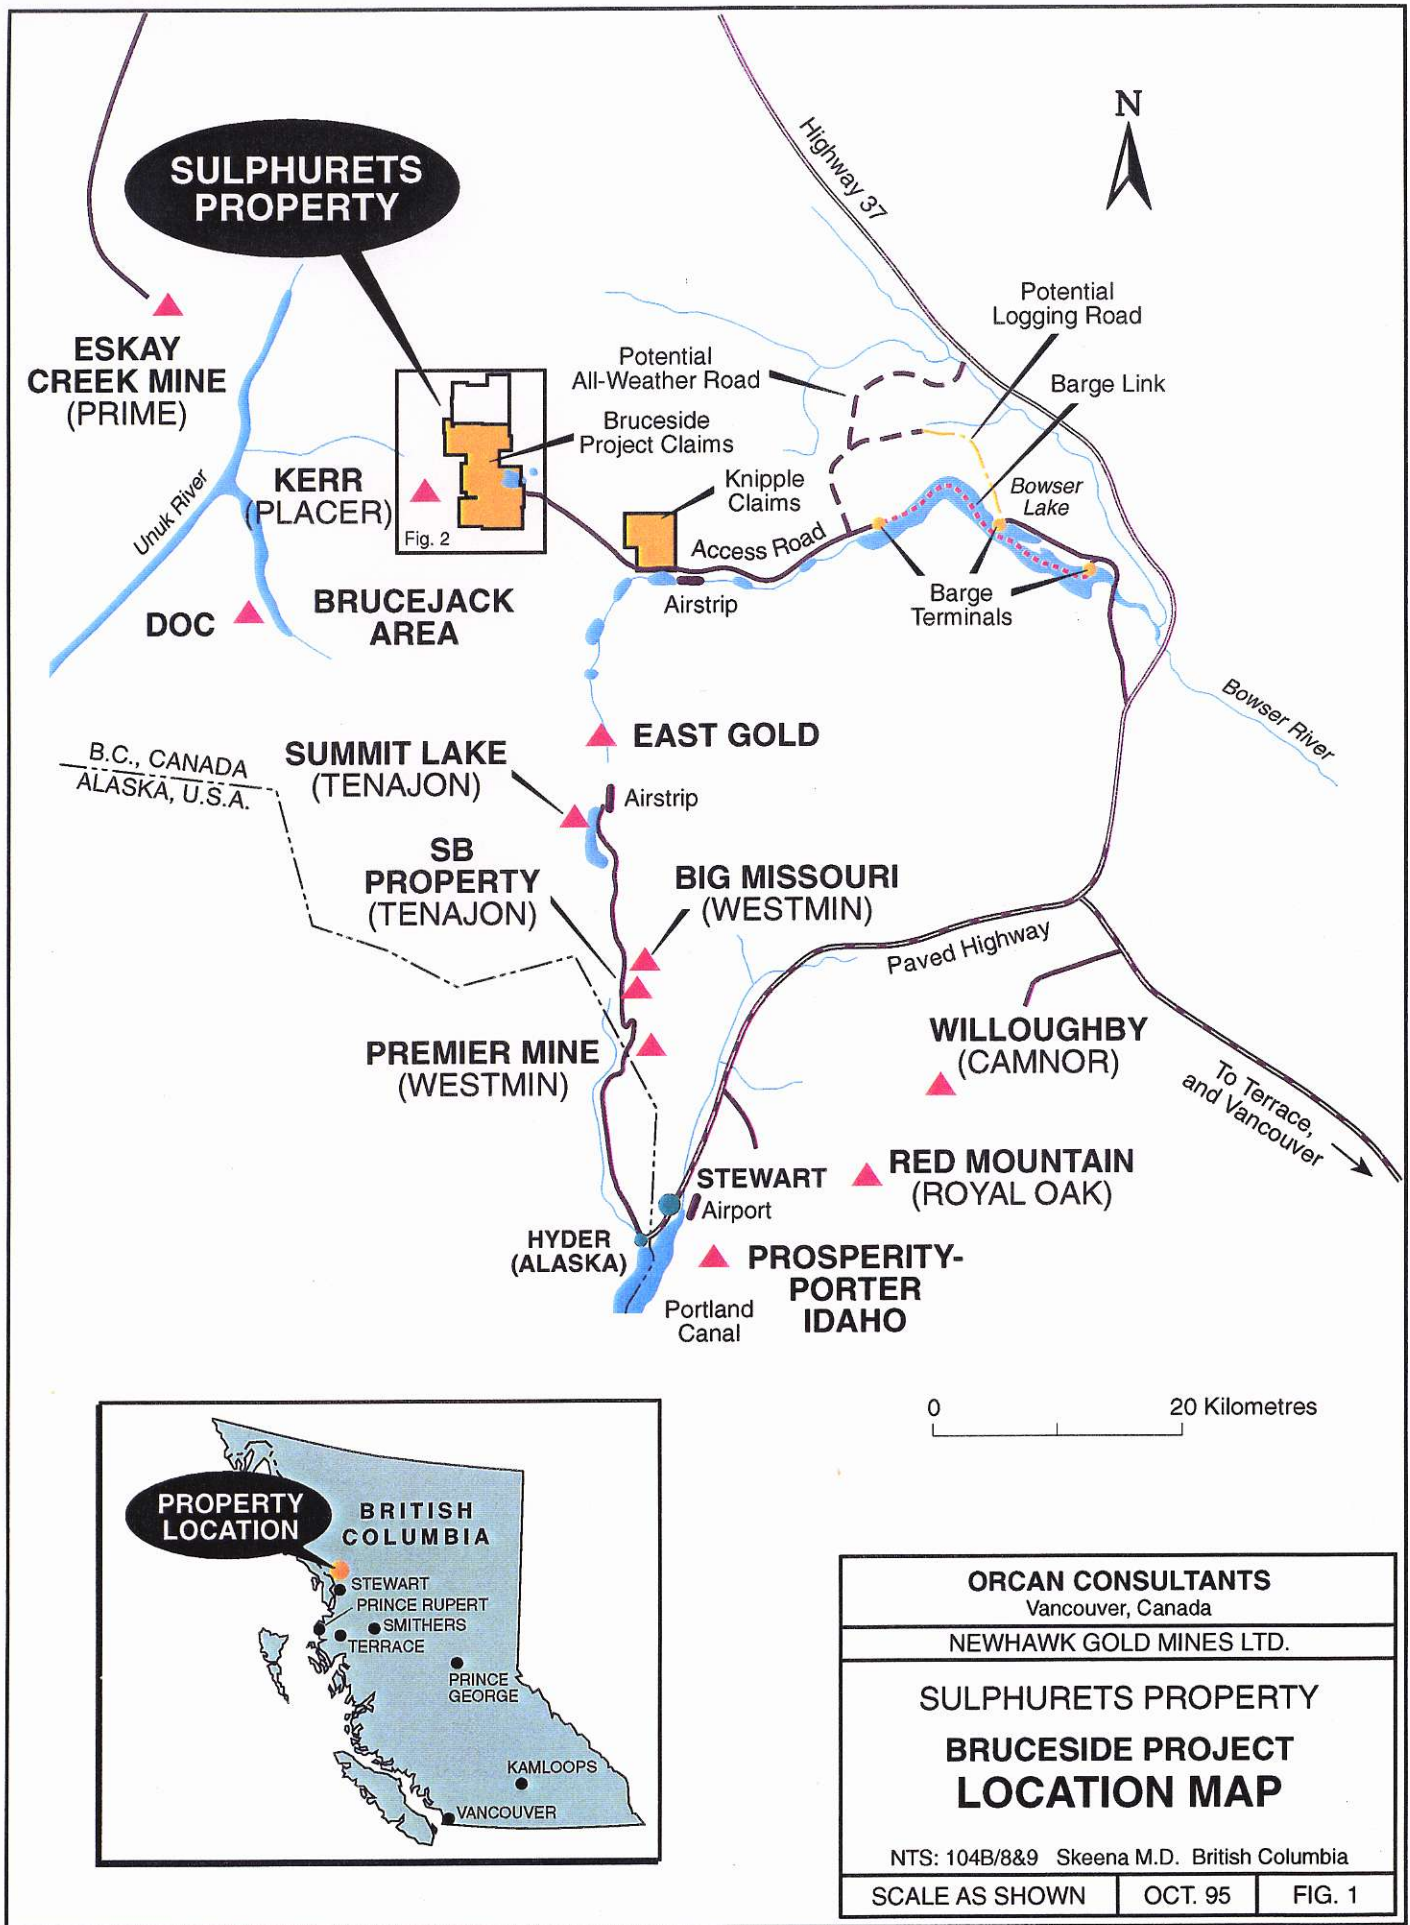 N
Highway 37
SULPHURETS
PROPERTY
Potential
Logging Road
ESKAY
CREEK MINE
(PRIME)
Potential
All-Weather Road
Barge Link
Bruceside
Project Claims
KERR
(PLACER)
Knipple
Claims
Bowser
Lake
Unuk River
Fig. 2
Access Road
Airstrip
Barge
Terminals
DOC
BRUCEJACK
AREA
Bowser River
EAST GOLD
B.C., CANADA
ALASKA, U.S.A.
SUMMIT LAKE
(TENAJON)
Airstrip
SB
PROPERTY
(TENAJON)
BIG MISSOURI
(WESTMIN)
Paved Highway
PREMIER MINE
(WESTMIN)
WILLOUGHBY
(CAMNOR)
To Terrace,
and Vancouver
STEWART
Airport
RED MOUNTAIN
(ROYAL OAK)
HYDER
(ALASKA)
PROSPERITY-
PORTER
IDAHO
Portland
Canal
0 20 Kilometres
PROPERTY
LOCATION
BRITISH
COLUMBIA
STEWART
PRINCE RUPERT
SMITHERS
TERRACE
PRINCE
GEORGE
KAMLOOPS
VANCOUVER
ORCAN CONSULTANTS
Vancouver, Canada
NEWHAWK GOLD MINES LTD.
SULPHURETS PROPERTY
BRUCESIDE PROJECT
LOCATION MAP
NTS: 104B/8&9 Skeena M.D. British Columbia
SCALE AS SHOWN OCT. 95 FIG. 1